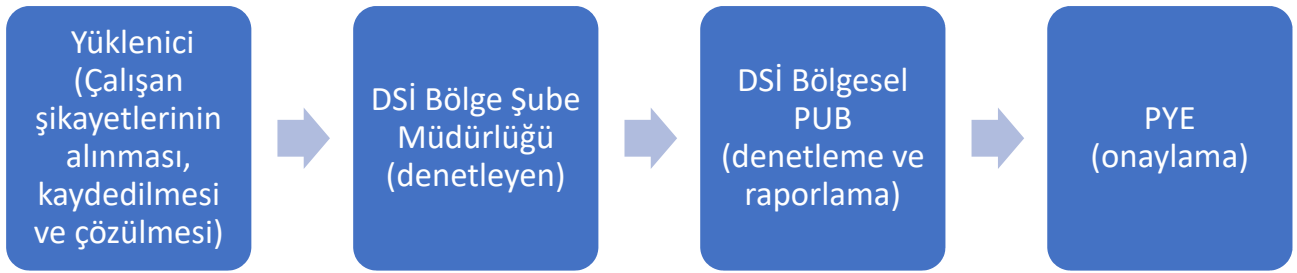 Yüklenici
(Çalışan
şikayetlerinin
alınması,
kaydedilmesi
ve çözülmesi)
DSİ Bölge Şube
Müdürlüğü
(denetleyen)
DSİ Bölgesel
PUB
(denetleme ve
raporlama)
PYE
(onaylama)